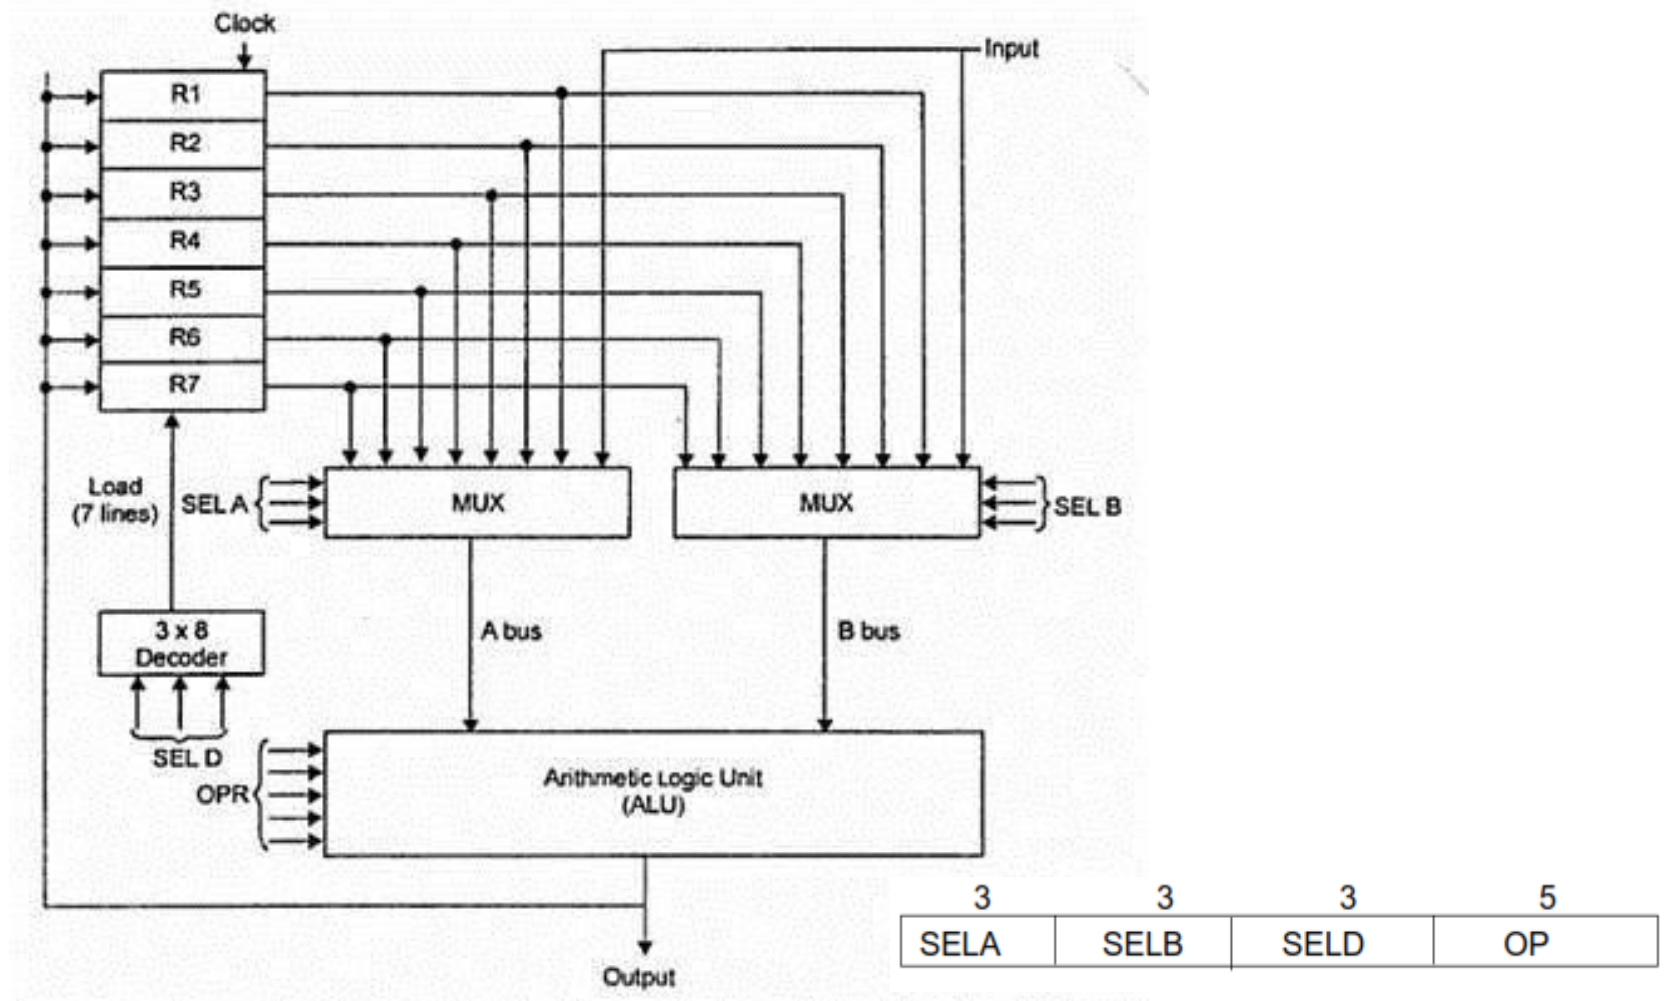 Clock
Input
R1
R2
R3
R4
R5
R6
R7
Load
(7 lines)
SEL A
MUX
MUX
SEL B
3 x 8
Decoder
A bus
B bus
SEL D
OPR
Arithmetic Logic Unit
(ALU)
Output
3 3 3 5
SELA SELB SELD OP